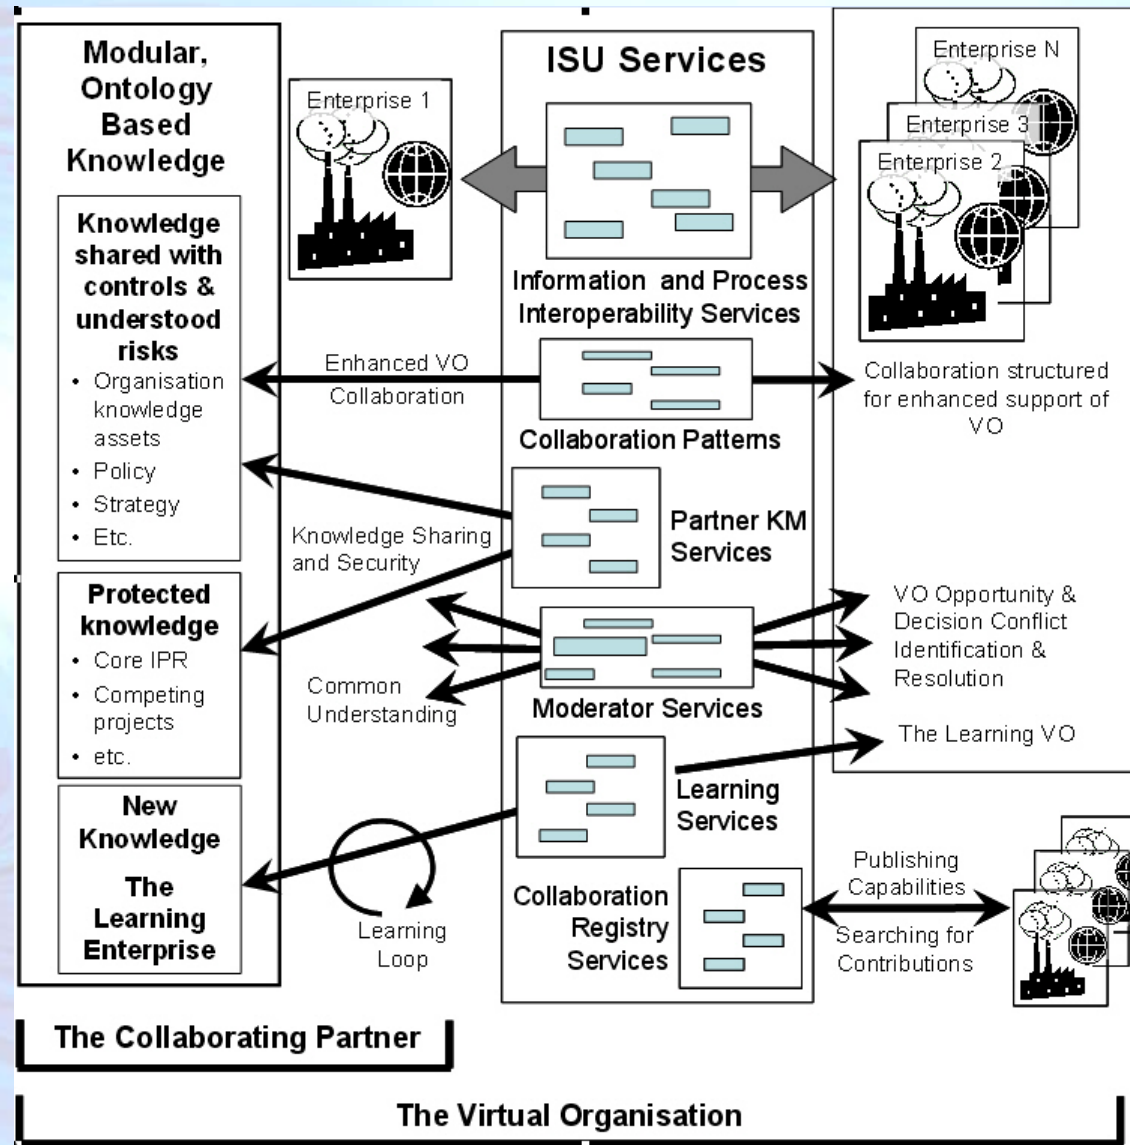 Modular,
Ontology
Based
Knowledge
Knowledge
shared with
controls &
understood
risks
• Organisation
knowledge
assets
• Policy
• Strategy
• Etc.
Protected
knowledge
• Core IPR
• Competing
projects
• etc.
New
Knowledge
The
Learning
Enterprise
Enterprise 1
Enhanced VO
Collaboration
Knowledge Sharing
and Security
Common
Understanding
Learning
Loop
ISU Services
Information and Process
Interoperability Services
Collaboration Patterns
Partner KM
Services
Moderator Services
Learning
Services
Collaboration
Registry
Services
Enterprise N
Enterprise 3
Enterprise 2
Collaboration structured
for enhanced support of
VO
VO Opportunity &
Decision Conflict
Identification &
Resolution
The Learning VO
Publishing
Capabilities
Searching for
Contributions
The Collaborating Partner
The Virtual Organisation